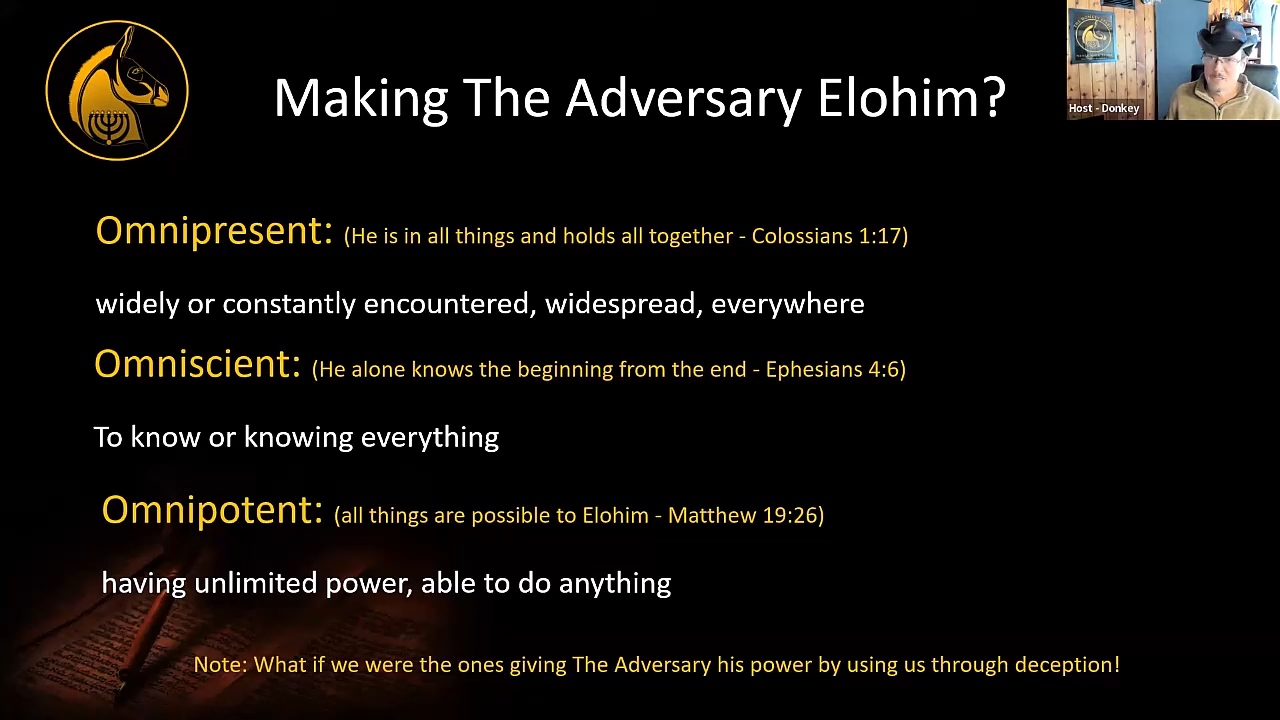 Making The Adversary Elohim?
Host - Donkey
Omnipresent: (He is in all things and holds all together - Colossians 1:17)
widely or constantly encountered, widespread, everywhere
Omniscient: (He alone knows the beginning from the end - Ephesians 4:6)
To know or knowing everything
Omnipotent: (all things are possible to Elohim - Matthew 19:26)
having unlimited power, able to do anything
Note: What if we were the ones giving The Adversary his power by using us through deception!